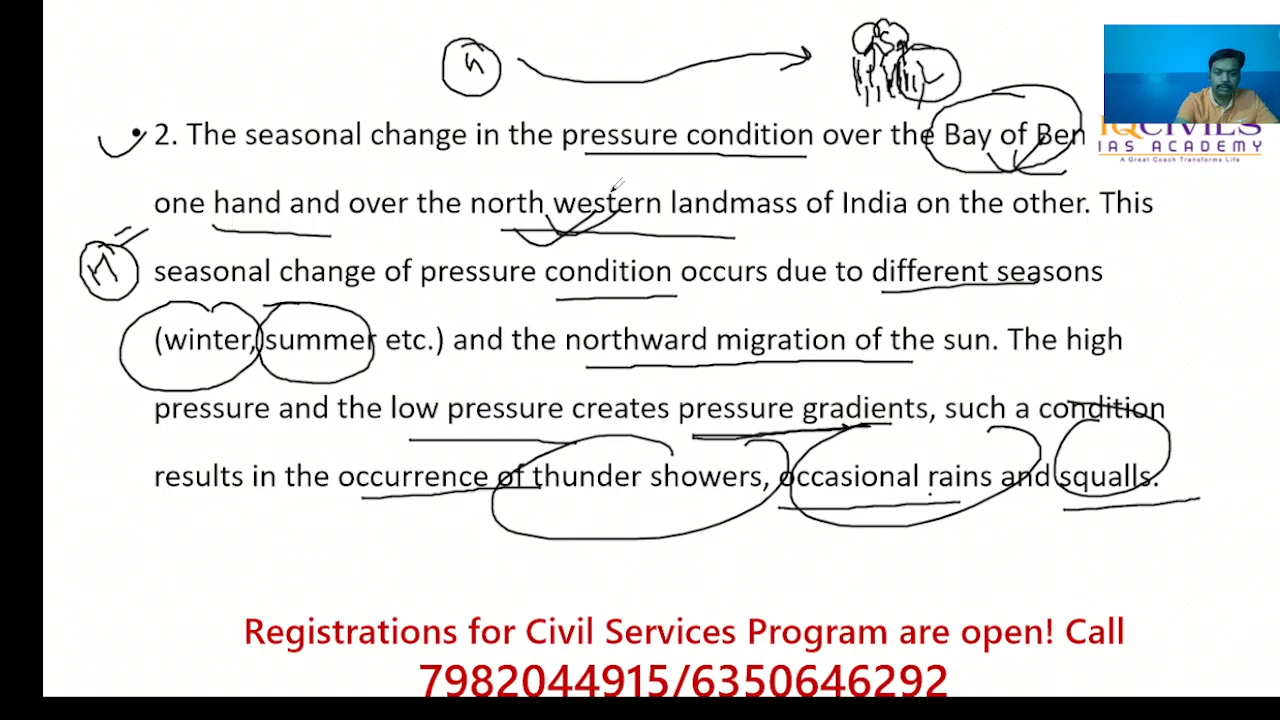 • 2. The seasonal change in the pressure condition over the Bay of Ben
IQCIVILS
IAS ACADEMY
A Great Coach Transforms Life
one hand and over the north western landmass of India on the other. This
seasonal change of pressure condition occurs due to different seasons
(winter, summer etc.) and the northward migration of the sun. The high
pressure and the low pressure creates pressure gradients, such a condition
results in the occurrence of thunder showers, occasional rains and squalls.
Registrations for Civil Services Program are open! Call
7982044915/6350646292